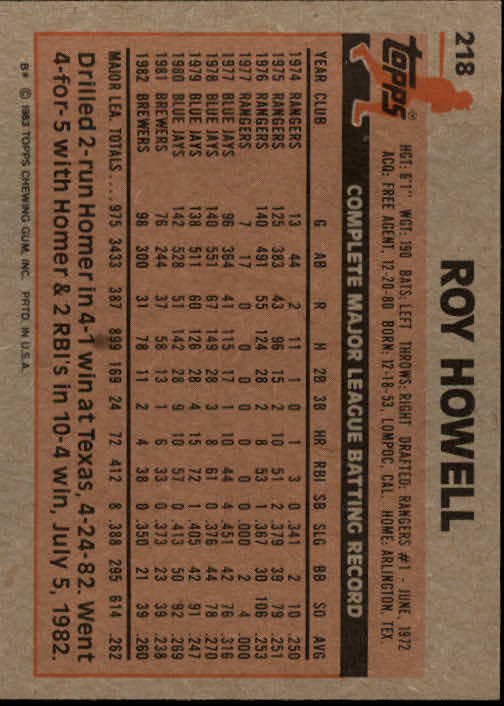 218
topps®
ROY HOWELL
HGT: 6'1" WGT: 190 BATS: LEFT THROWS: RIGHT DRAFTED: RANGERS #1 - JUNE, 1972
ACQ: FREE AGENT, 12-20-80 BORN: 12-18-53, LOMPOC, CAL. HOME: ARLINGTON, TEX.
COMPLETE MAJOR LEAGUE BATTING RECORD
YEAR CLUB G AB R H 2B 3B HR RBI SB SLG BB SO AVG
1974 RANGERS 13 44 2 11 1 0 1 3 0 .341 2 10 .250
1975 RANGERS 125 383 43 96 15 2 10 51 2 .379 39 79 .251
1976 RANGERS 140 491 55 124 28 2 8 53 1 .367 30 106 .253
1977 RANGERS 7 17 0 0 0 0 0 0 0 .000 2 4 .000
1977 BLUE JAYS 96 364 41 115 17 1 10 44 4 .451 42 76 .316
1978 BLUE JAYS 140 551 67 149 28 3 8 61 0 .376 44 78 .270
1979 BLUE JAYS 138 511 60 126 28 4 15 72 1 .405 42 91 .247
1980 BLUE JAYS 142 528 51 142 28 9 10 57 0 .413 50 92 .269
1981 BREWERS 76 244 37 58 13 1 6 33 0 .373 23 39 .238
1982 BREWERS 98 300 31 78 11 2 4 38 0 .350 21 39 .260
MAJOR LEA. TOTALS.... 975 3433 387 899 169 24 72 412 8 .388 295 614 .262
Drilled 2-run Homer in 4-1 win at Texas, 4-24-82. Went
4-for-5 with Homer & 2 RBI's in 10-4 win, July 5, 1982.
B* © 1983 TOPPS CHEWING GUM, INC. PRTD IN U.S.A.